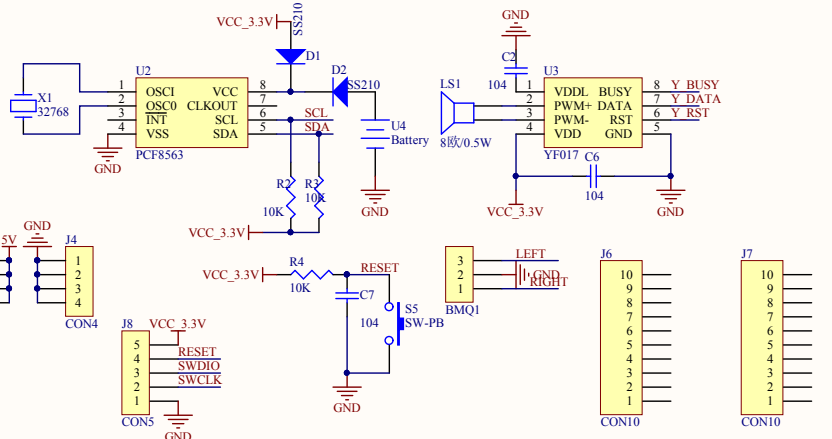 VCC_3.3V
SS210
D1
U2
1 OSCI VCC 8
2 OSC0 CLKOUT 7
3 INT SCL 6 SCL
4 VSS SDA 5 SDA
PCF8563
X1
32768
GND
D2
SS210
U4
Battery
GND
R2
10K
R3
10K
VCC_3.3V
GND
C2
104
LS1
8欧/0.5W
U3
1 VDDL BUSY 8 Y_BUSY
2 PWM+ DATA 7 Y_DATA
3 PWM- RST 6 Y_RST
4 VDD GND 5
YF017
C6
104
VCC_3.3V
GND
5V
GND
J4
1
2
3
4
CON4
VCC_3.3V
R4
10K
RESET
C7
104
S5
SW-PB
GND
3 LEFT
2 GND
1 RIGHT
BMQ1
J6
10
9
8
7
6
5
4
3
2
1
CON10
J7
10
9
8
7
6
5
4
3
2
1
CON10
J8
VCC_3.3V
5
4 RESET
3 SWDIO
2 SWCLK
1
CON5
GND